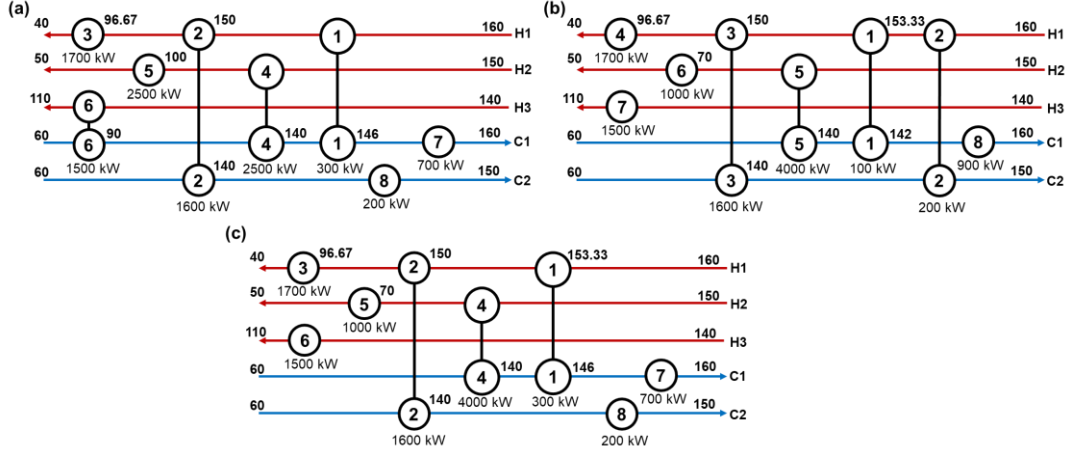 (a)
40 3 96.67 2 150 1 160 H1
1700 kW
50 5 100 4 150 H2
2500 kW
110 6 140 H3
60 6 90 4 140 1 146 7 160 C1
1500 kW 2500 kW 300 kW 700 kW
60 2 140 8 150 C2
1600 kW 200 kW
(b)
40 4 96.67 3 150 1 153.33 2 160 H1
1700 kW
50 6 70 5 150 H2
1000 kW
110 7 140 H3
1500 kW
60 5 140 1 142 8 160 C1
4000 kW 100 kW 900 kW
60 3 140 2 150 C2
1600 kW 200 kW
(c)
40 3 96.67 2 150 1 153.33 160 H1
1700 kW
50 5 70 4 150 H2
1000 kW
110 6 140 H3
1500 kW
60 4 140 1 146 7 160 C1
4000 kW 300 kW 700 kW
60 2 140 8 150 C2
1600 kW 200 kW